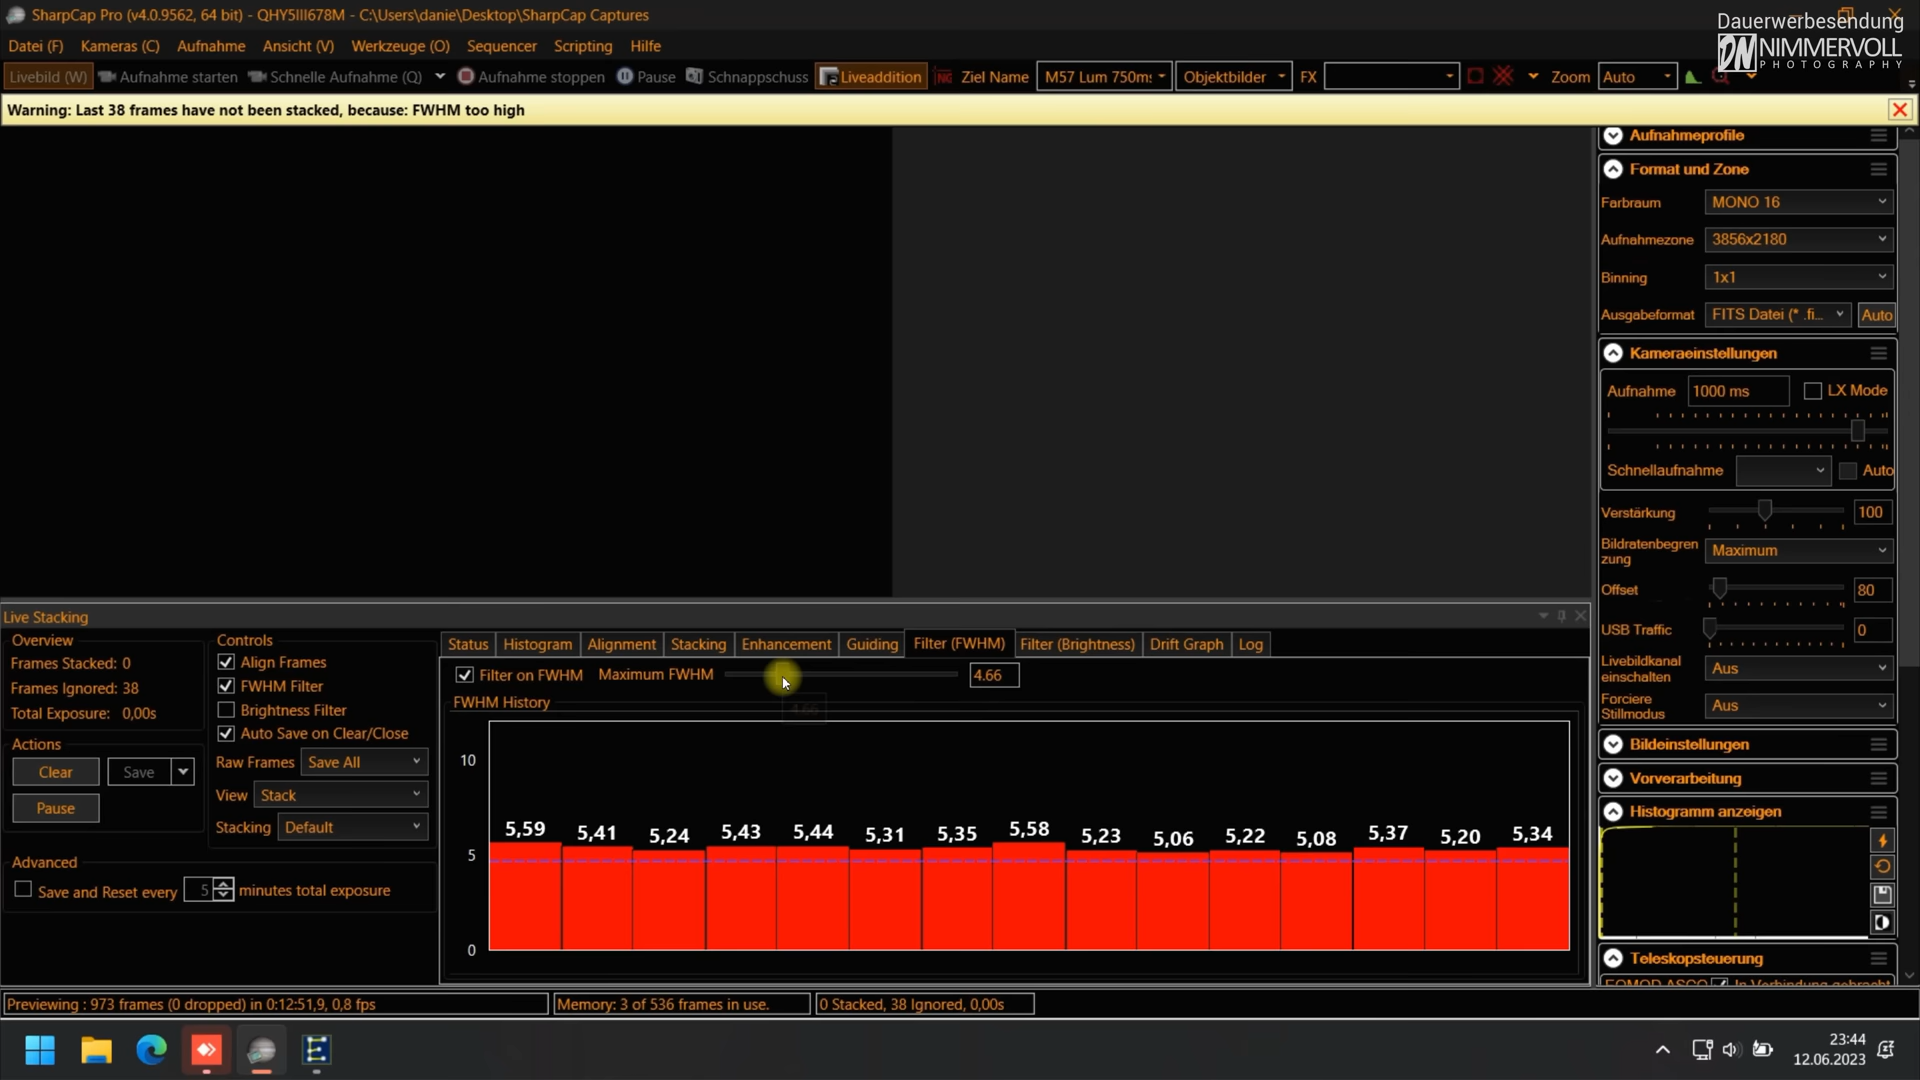 SharpCap Pro (v4.0.9562, 64 bit) - QHY5III678M - C:\Users\danie\Desktop\SharpCap Captures
Dauerwerbesendung
DN NIMMERVOLL
PHOTOGRAPHY
Datei (F) Kameras (C) Aufnahme Ansicht (V) Werkzeuge (O) Sequencer Scripting Hilfe
Livebild (W) Aufnahme starten Schnelle Aufnahme (Q) Aufnahme stoppen Pause Schnappschuss Liveaddition Ziel Name M57 Lum 750ms Objektbilder FX Zoom Auto
Warning: Last 38 frames have not been stacked, because: FWHM too high
Aufnahmeprofile
Format und Zone
Farbraum MONO 16
Aufnahmezone 3856x2180
Binning 1x1
Ausgabeformat FITS Datei (* .fi... Auto
Kameraeinstellungen
Aufnahme 1000 ms LX Mode
Schnellaufnahme Auto
Verstärkung 100
Bildratenbegren
zung Maximum
Offset 80
USB Traffic 0
Livebildkanal
einschalten Aus
Forciere
Stillmodus Aus
Bildeinstellungen
Vorverarbeitung
Histogramm anzeigen
Teleskopsteuerung
EQMOD ASCO In Verbindung gebracht
Live Stacking
Overview
Frames Stacked: 0
Frames Ignored: 38
Total Exposure: 0,00s
Actions
Clear Save
Pause
Controls
Align Frames
FWHM Filter
Brightness Filter
Auto Save on Clear/Close
Raw Frames Save All
View Stack
Stacking Default
Advanced
Save and Reset every 5 minutes total exposure
Status Histogram Alignment Stacking Enhancement Guiding Filter (FWHM) Filter (Brightness) Drift Graph Log
Filter on FWHM Maximum FWHM 4.66
4.66
FWHM History
10
5
0
5,59 5,41 5,24 5,43 5,44 5,31 5,35 5,58 5,23 5,06 5,22 5,08 5,37 5,20 5,34
Previewing : 973 frames (0 dropped) in 0:12:51,9, 0,8 fps Memory: 3 of 536 frames in use. 0 Stacked, 38 Ignored, 0,00s
23:44
12.06.2023